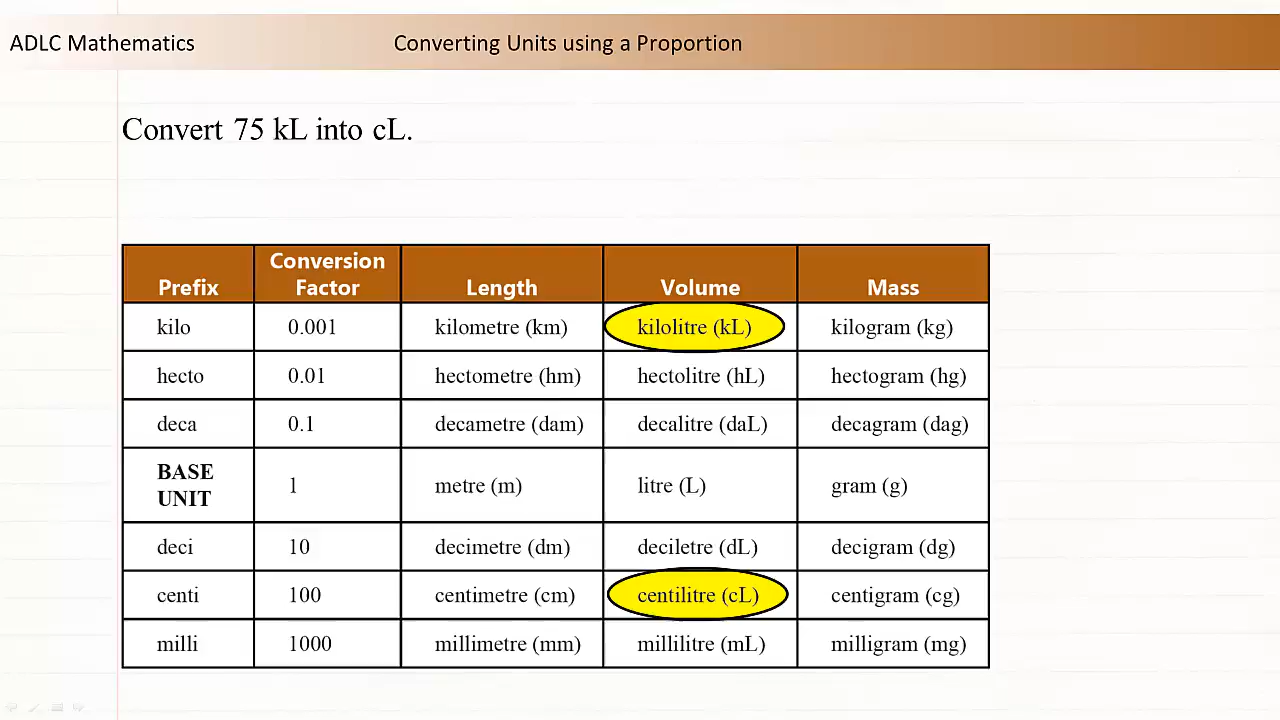 ADLC Mathematics Converting Units using a Proportion
Convert 75 kL into cL.
Prefix Conversion Factor Length Volume Mass
kilo 0.001 kilometre (km) kilolitre (kL) kilogram (kg)
hecto 0.01 hectometre (hm) hectolitre (hL) hectogram (hg)
deca 0.1 decametre (dam) decalitre (daL) decagram (dag)
BASE UNIT 1 metre (m) litre (L) gram (g)
deci 10 decimetre (dm) deciletre (dL) decigram (dg)
centi 100 centimetre (cm) centilitre (cL) centigram (cg)
milli 1000 millimetre (mm) millilitre (mL) milligram (mg)